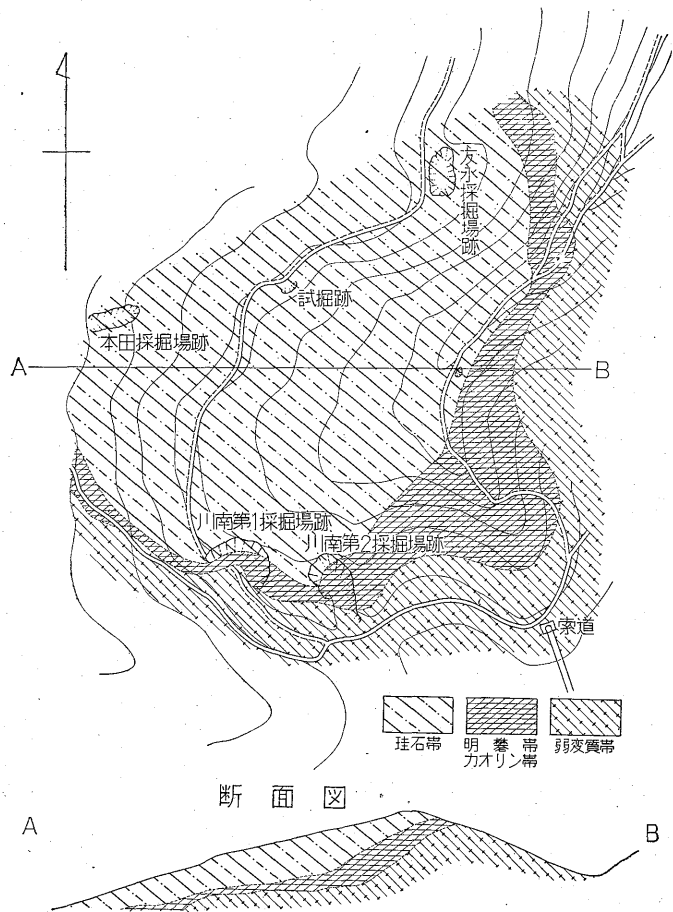 友永採掘場跡
試掘跡
本田採掘場跡
A
B
川南第1採掘場跡
川南第2採掘場跡
索道
珪石帯
明礬帯
カオリン帯
弱変質帯
断面図
A
B